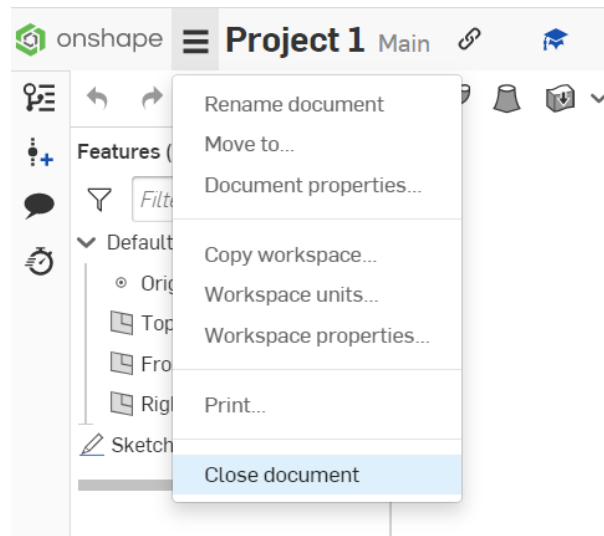 onshape Project 1 Main
Features (
Filte
Default
Orig
Top
Fro
Righ
Sketch
Rename document
Move to...
Document properties...
Copy workspace...
Workspace units...
Workspace properties...
Print...
Close document